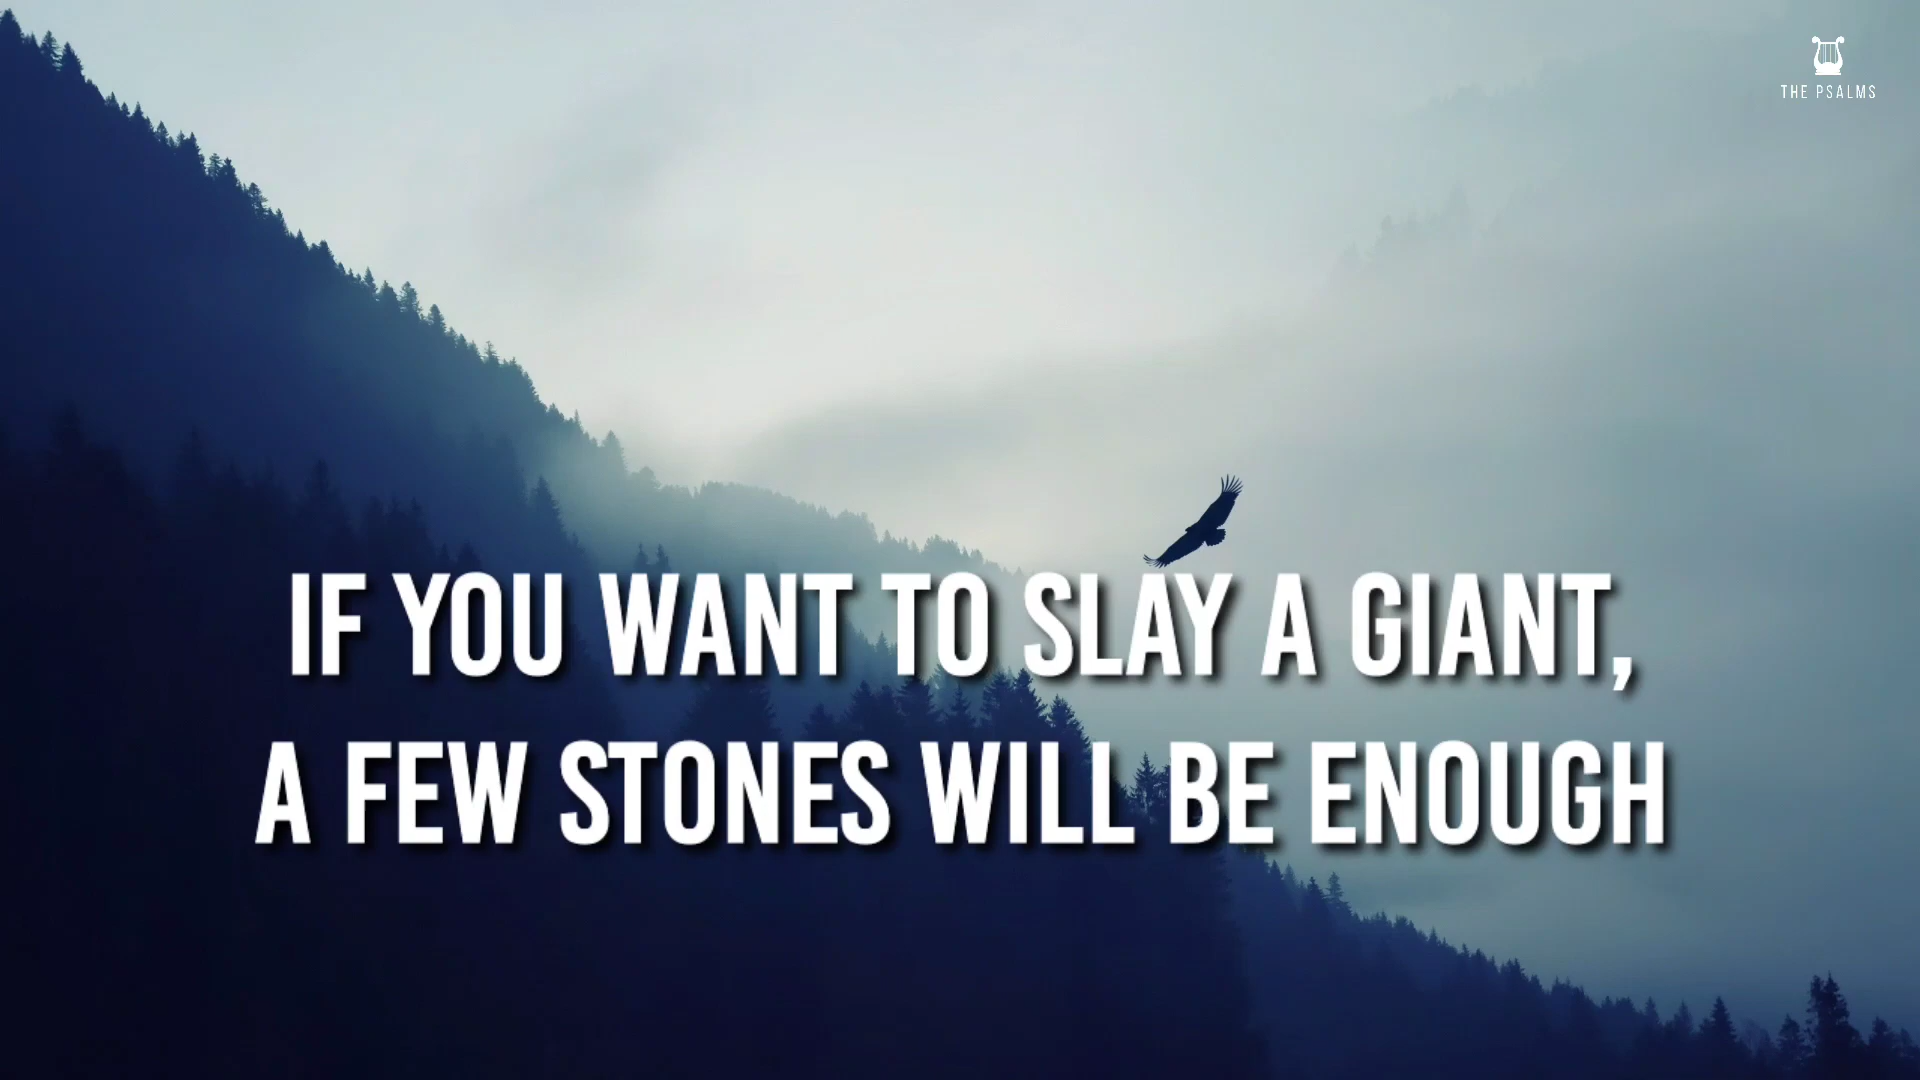 THE PSALMS
IF YOU WANT TO SLAY A GIANT,
A FEW STONES WILL BE ENOUGH